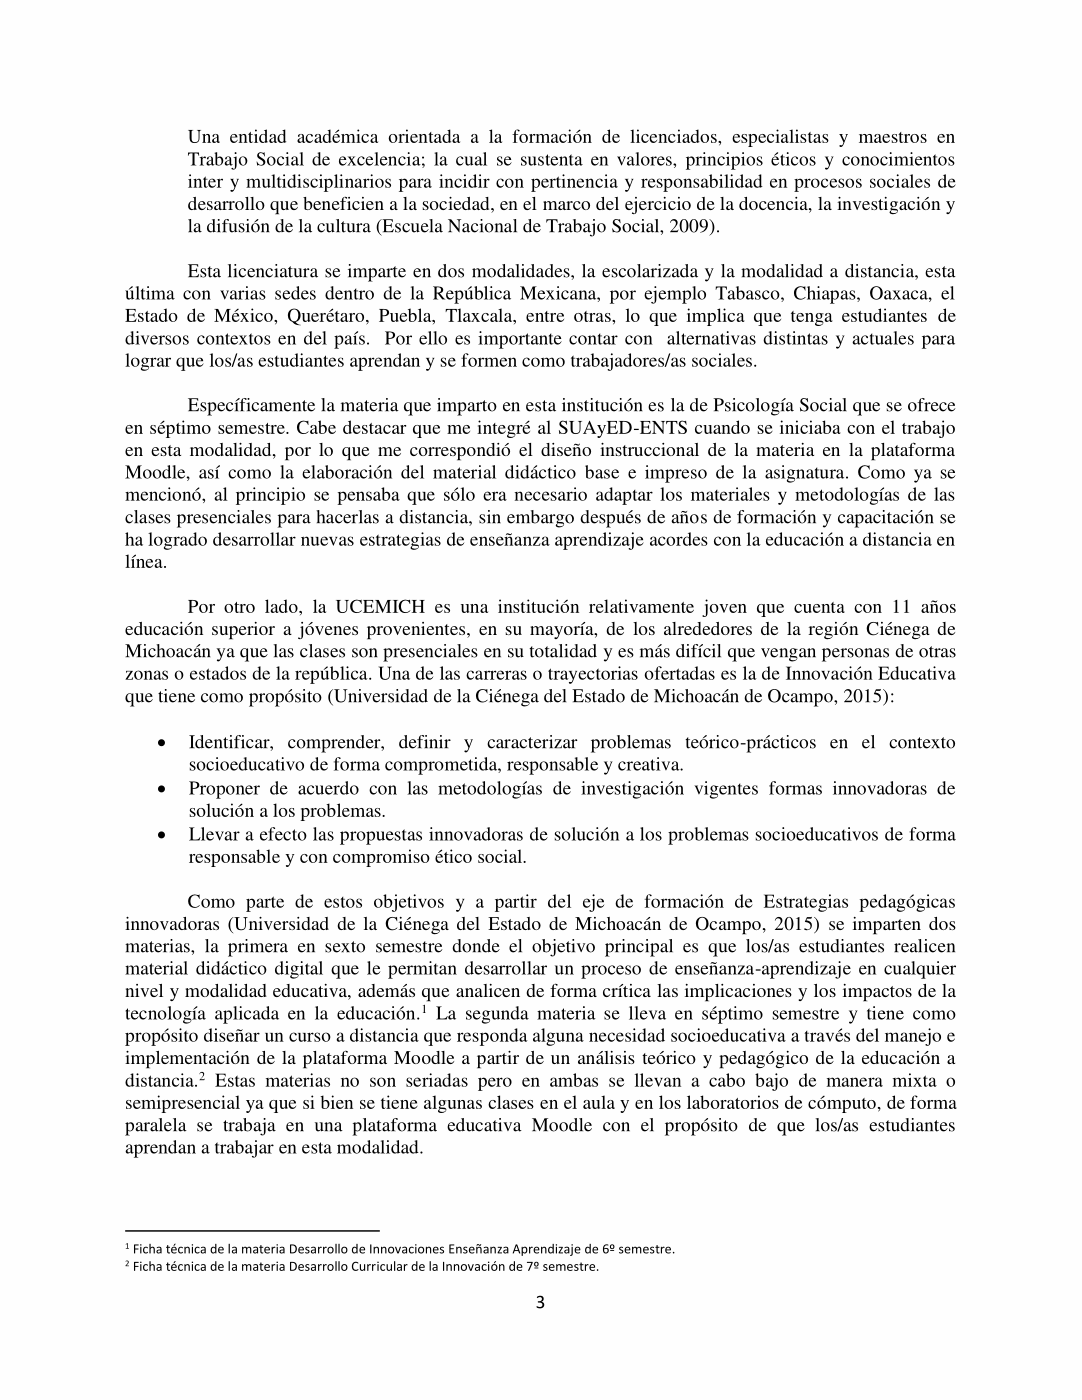 Una entidad académica orientada a la formación de licenciados, especialistas y maestros en
Trabajo Social de excelencia; la cual se sustenta en valores, principios éticos y conocimientos
inter y multidisciplinarios para incidir con pertinencia y responsabilidad en procesos sociales de
desarrollo que beneficien a la sociedad, en el marco del ejercicio de la docencia, la investigación y
la difusión de la cultura (Escuela Nacional de Trabajo Social, 2009).
Esta licenciatura se imparte en dos modalidades, la escolarizada y la modalidad a distancia, esta
última con varias sedes dentro de la República Mexicana, por ejemplo Tabasco, Chiapas, Oaxaca, el
Estado de México, Querétaro, Puebla, Tlaxcala, entre otras, lo que implica que tenga estudiantes de
diversos contextos en del país. Por ello es importante contar con alternativas distintas y actuales para
lograr que los/as estudiantes aprendan y se formen como trabajadores/as sociales.
Específicamente la materia que imparto en esta institución es la de Psicología Social que se ofrece
en séptimo semestre. Cabe destacar que me integré al SUAyED-ENTS cuando se iniciaba con el trabajo
en esta modalidad, por lo que me correspondió el diseño instruccional de la materia en la plataforma
Moodle, así como la elaboración del material didáctico base e impreso de la asignatura. Como ya se
mencionó, al principio se pensaba que sólo era necesario adaptar los materiales y metodologías de las
clases presenciales para hacerlas a distancia, sin embargo después de años de formación y capacitación se
ha logrado desarrollar nuevas estrategias de enseñanza aprendizaje acordes con la educación a distancia en
línea.
Por otro lado, la UCEMICH es una institución relativamente joven que cuenta con 11 años
educación superior a jóvenes provenientes, en su mayoría, de los alrededores de la región Ciénega de
Michoacán ya que las clases son presenciales en su totalidad y es más difícil que vengan personas de otras
zonas o estados de la república. Una de las carreras o trayectorias ofertadas es la de Innovación Educativa
que tiene como propósito (Universidad de la Ciénega del Estado de Michoacán de Ocampo, 2015):
• Identificar, comprender, definir y caracterizar problemas teórico-prácticos en el contexto
socioeducativo de forma comprometida, responsable y creativa.
• Proponer de acuerdo con las metodologías de investigación vigentes formas innovadoras de
solución a los problemas.
• Llevar a efecto las propuestas innovadoras de solución a los problemas socioeducativos de forma
responsable y con compromiso ético social.
Como parte de estos objetivos y a partir del eje de formación de Estrategias pedagógicas
innovadoras (Universidad de la Ciénega del Estado de Michoacán de Ocampo, 2015) se imparten dos
materias, la primera en sexto semestre donde el objetivo principal es que los/as estudiantes realicen
material didáctico digital que le permitan desarrollar un proceso de enseñanza-aprendizaje en cualquier
nivel y modalidad educativa, además que analicen de forma crítica las implicaciones y los impactos de la
tecnología aplicada en la educación.¹ La segunda materia se lleva en séptimo semestre y tiene como
propósito diseñar un curso a distancia que responda alguna necesidad socioeducativa a través del manejo e
implementación de la plataforma Moodle a partir de un análisis teórico y pedagógico de la educación a
distancia.² Estas materias no son seriadas pero en ambas se llevan a cabo bajo de manera mixta o
semipresencial ya que si bien se tiene algunas clases en el aula y en los laboratorios de cómputo, de forma
paralela se trabaja en una plataforma educativa Moodle con el propósito de que los/as estudiantes
aprendan a trabajar en esta modalidad.
¹ Ficha técnica de la materia Desarrollo de Innovaciones Enseñanza Aprendizaje de 6º semestre.
² Ficha técnica de la materia Desarrollo Curricular de la Innovación de 7º semestre.
3